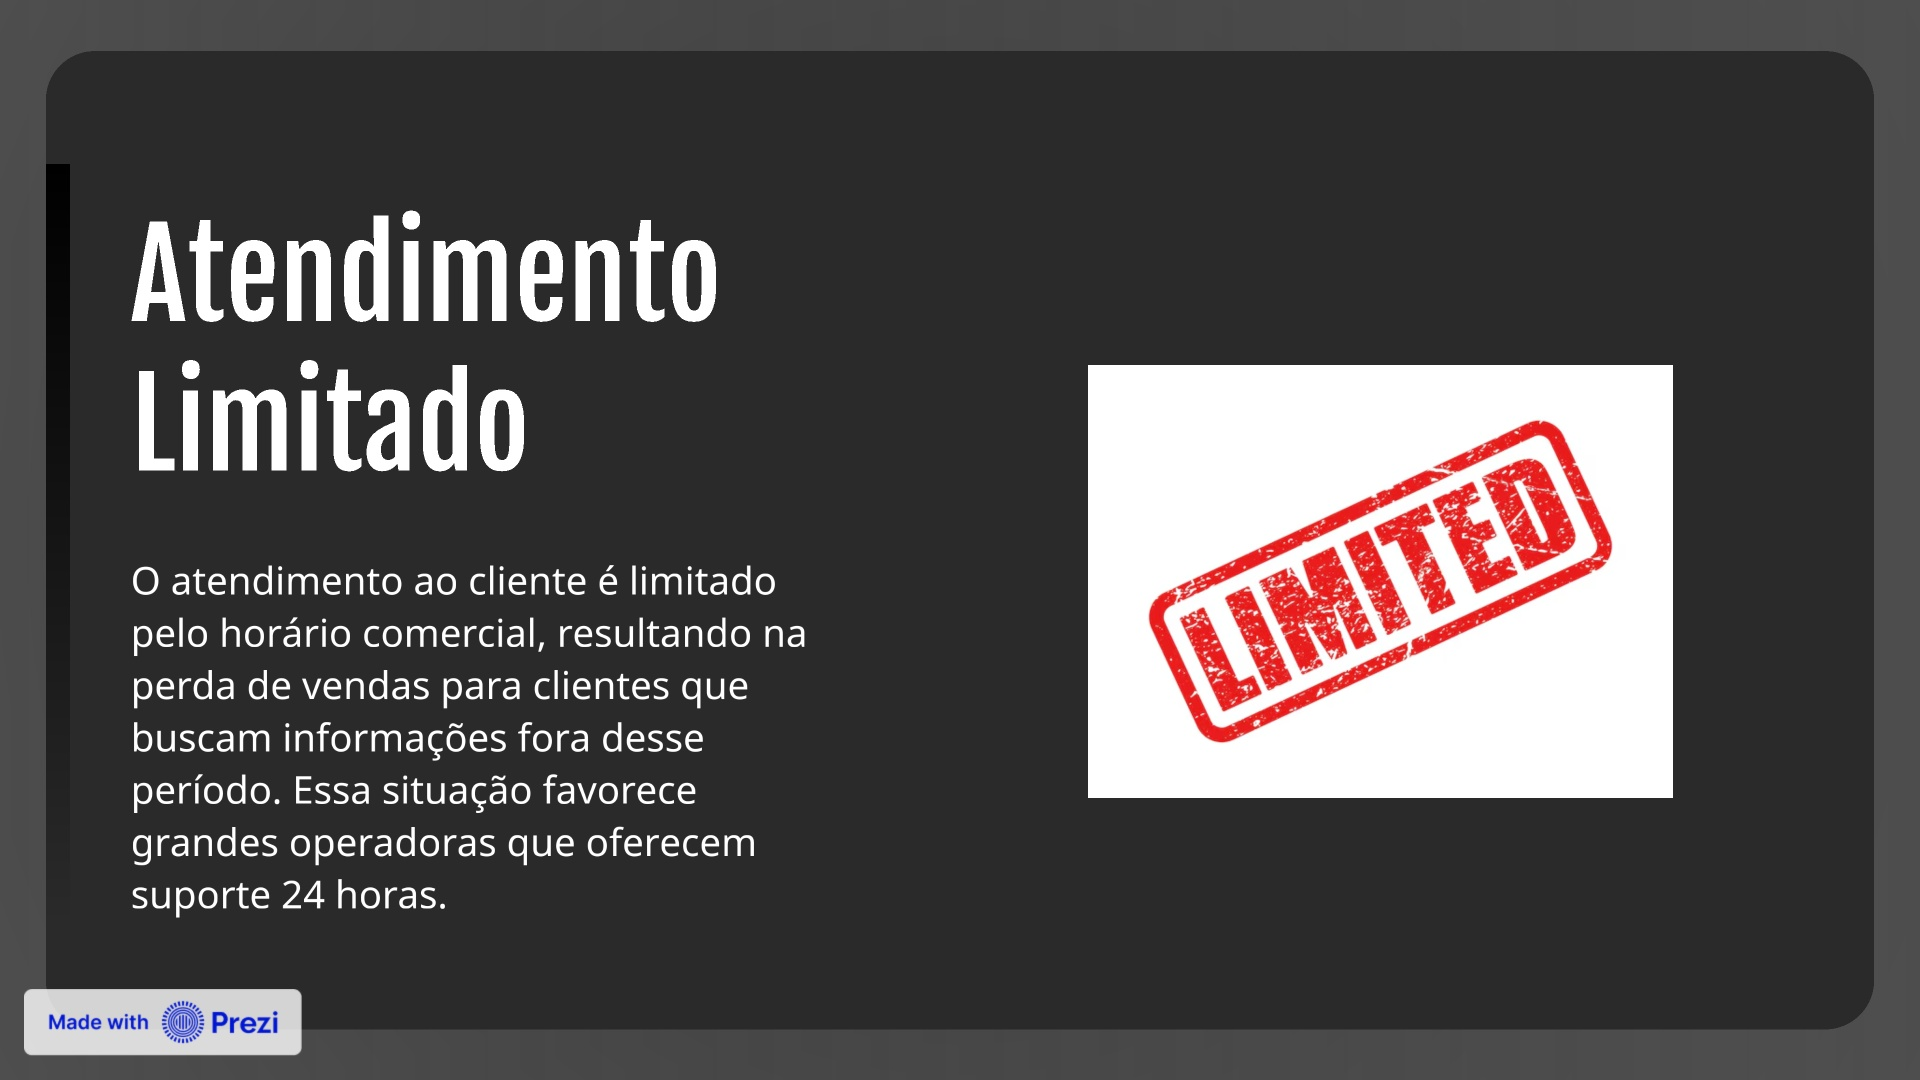 Atendimento
Limitado
O atendimento ao cliente é limitado
pelo horário comercial, resultando na
perda de vendas para clientes que
buscam informações fora desse
período. Essa situação favorece
grandes operadoras que oferecem
suporte 24 horas.
LIMITED
Made with Prezi